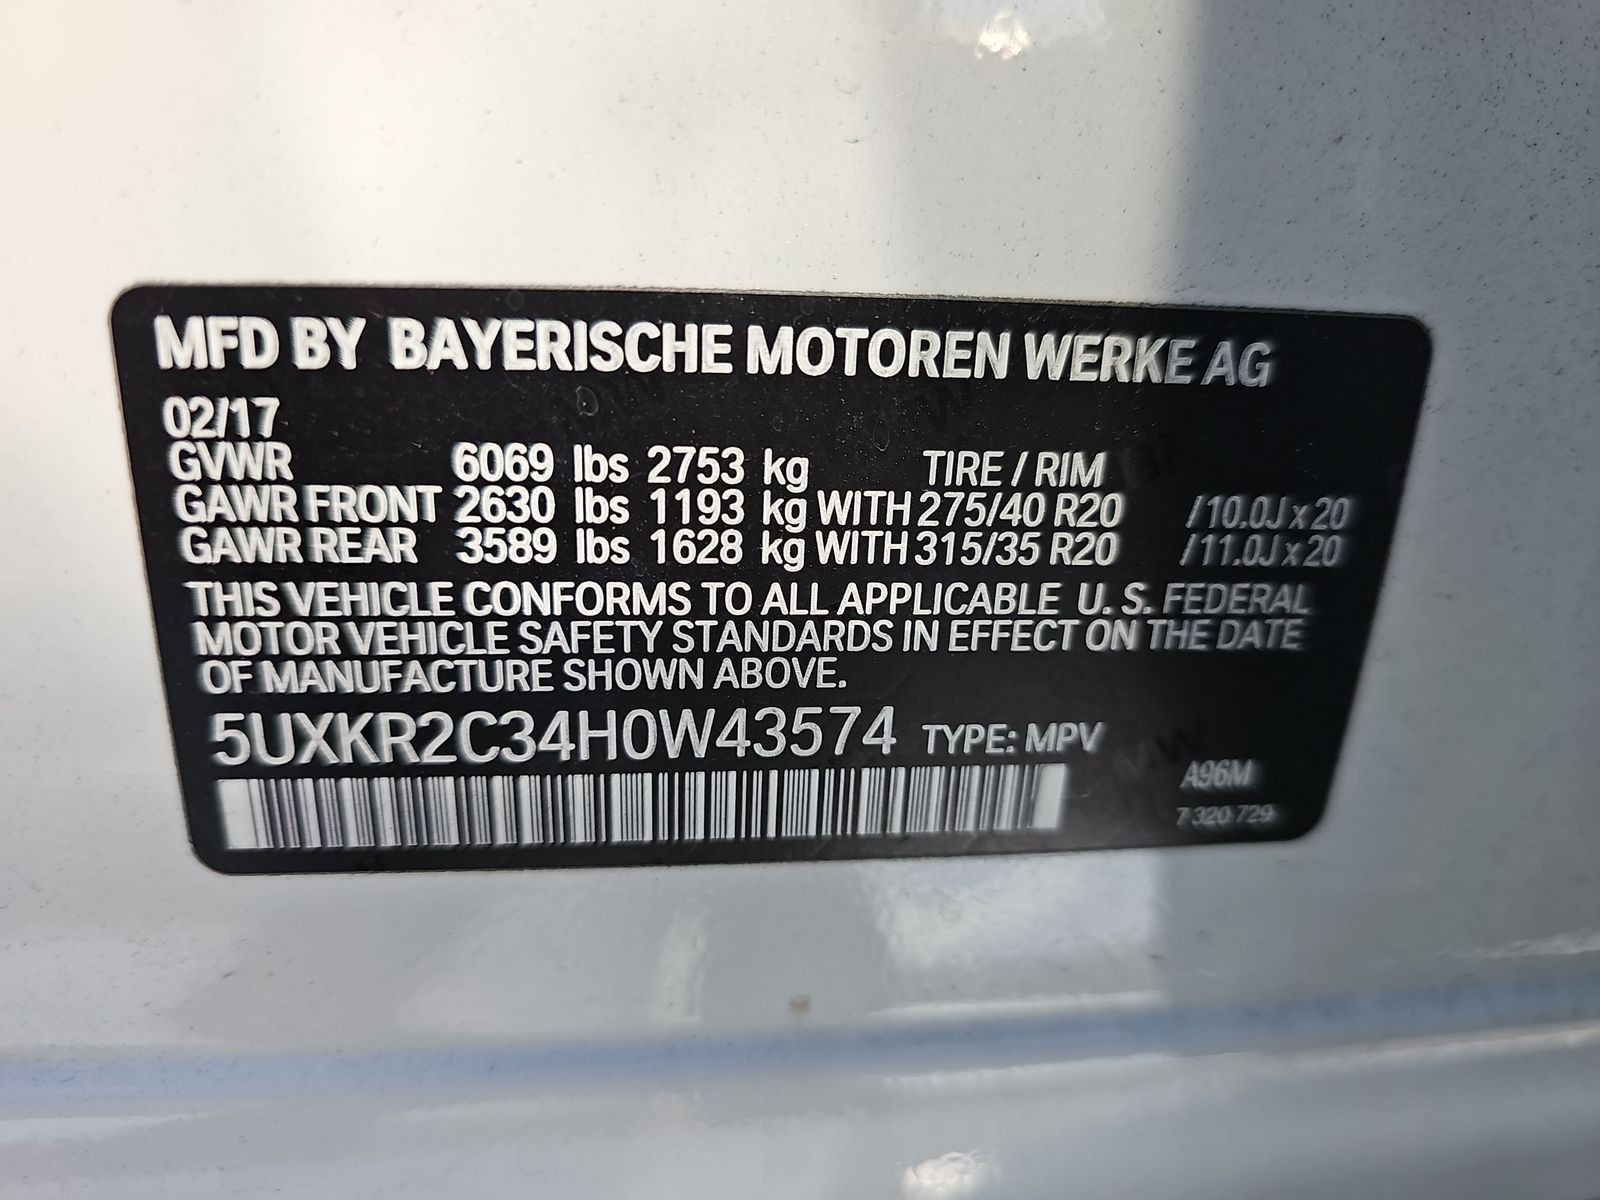 MFD BY BAYERISCHE MOTOREN WERKE AG
02/17
GVWR 6069 lbs 2753 kg TIRE / RIM
GAWR FRONT 2630 lbs 1193 kg WITH 275/40 R20 /10.0J x 20
GAWR REAR 3589 lbs 1628 kg WITH 315/35 R20 /11.0J x 20
THIS VEHICLE CONFORMS TO ALL APPLICABLE U. S. FEDERAL
MOTOR VEHICLE SAFETY STANDARDS IN EFFECT ON THE DATE
OF MANUFACTURE SHOWN ABOVE.
5UXKR2C34H0W43574 TYPE: MPV
A96M
7 320 729